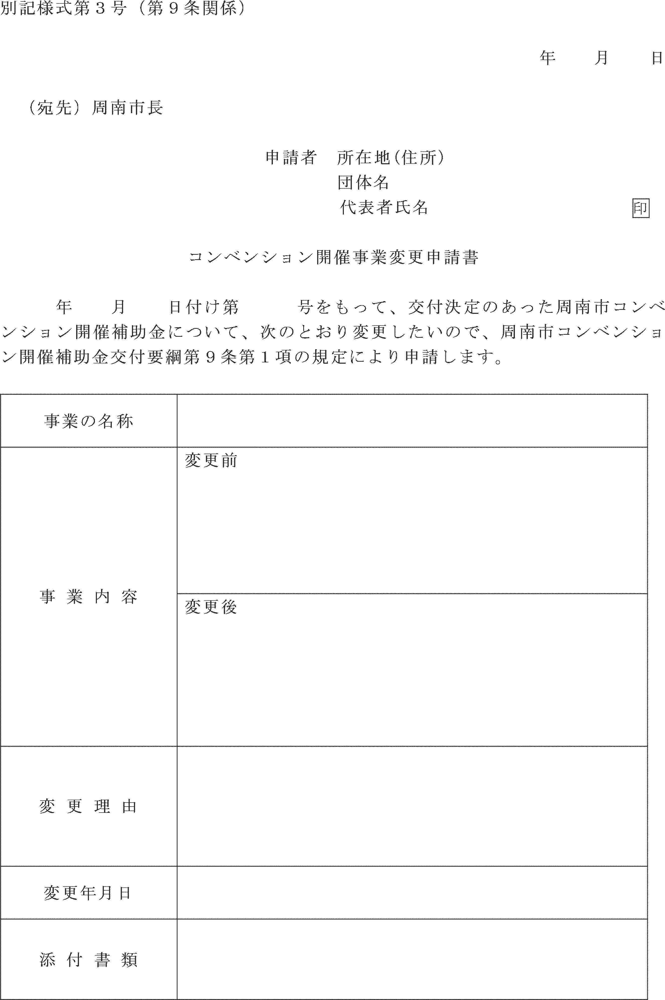 別記様式第3号（第9条関係）
年　　月　　日
（宛先）周南市長
申請者　所在地(住所)
団体名
代表者氏名　　　　　　　　　　　印
コンベンション開催事業変更申請書
年　　月　　日付け第　　　号をもって、交付決定のあった周南市コンベ
ンション開催補助金について、次のとおり変更したいので、周南市コンベンショ
ン開催補助金交付要綱第9条第1項の規定により申請します。
事業の名称
変更前
事業内容
変更後
変更理由
変更年月日
添付書類